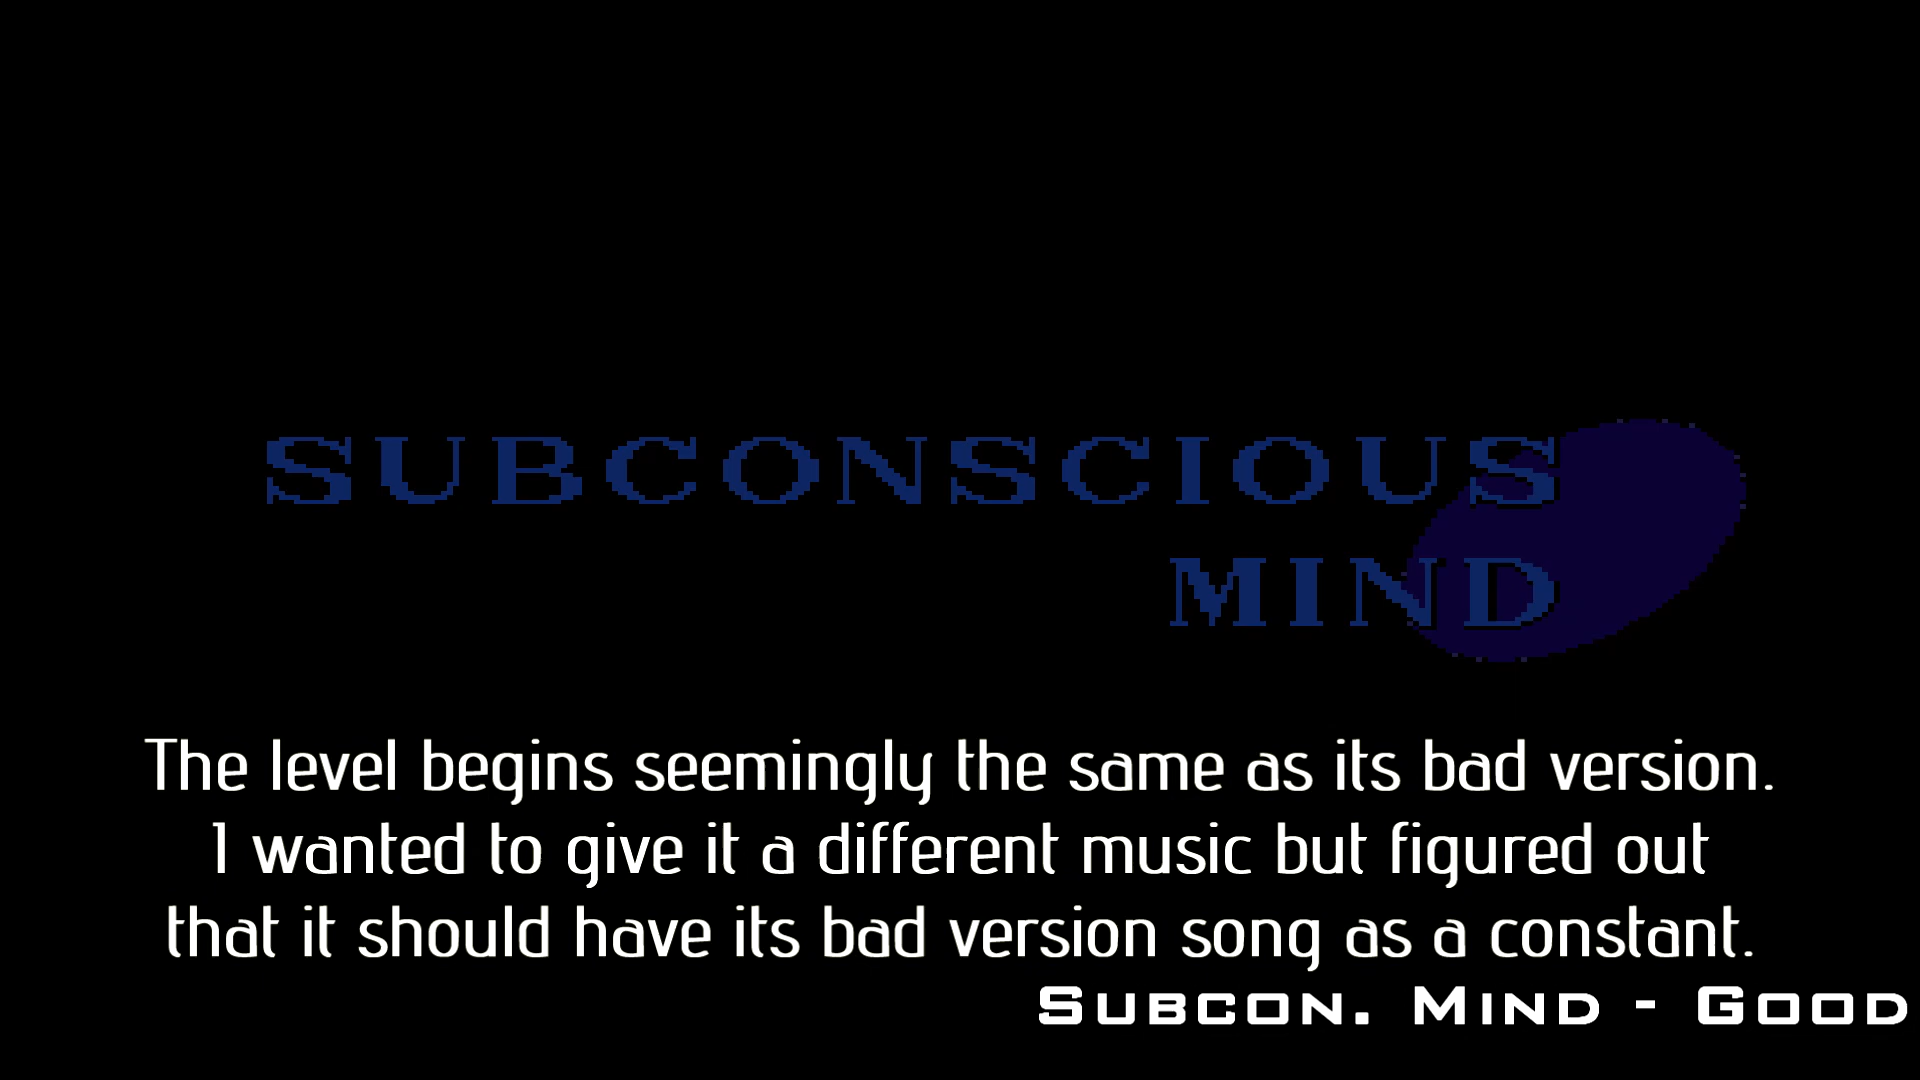 SUBCONSCIOUS
MIND
The level begins seemingly the same as its bad version.
I wanted to give it a different music but figured out
that it should have its bad version song as a constant.
Subcon. Mind - Good